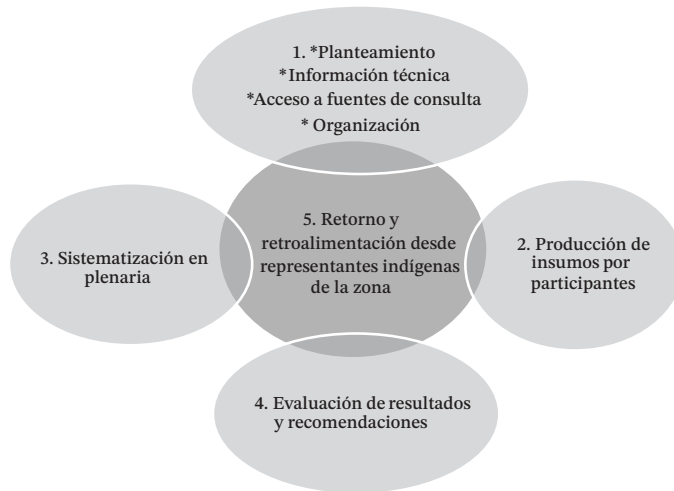 1. *Planteamiento
*Información técnica
*Acceso a fuentes de consulta
* Organización
5. Retorno y
retroalimentación desde
representantes indígenas
de la zona
3. Sistematización en
plenaria
2. Producción de
insumos por
participantes
4. Evaluación de resultados
y recomendaciones